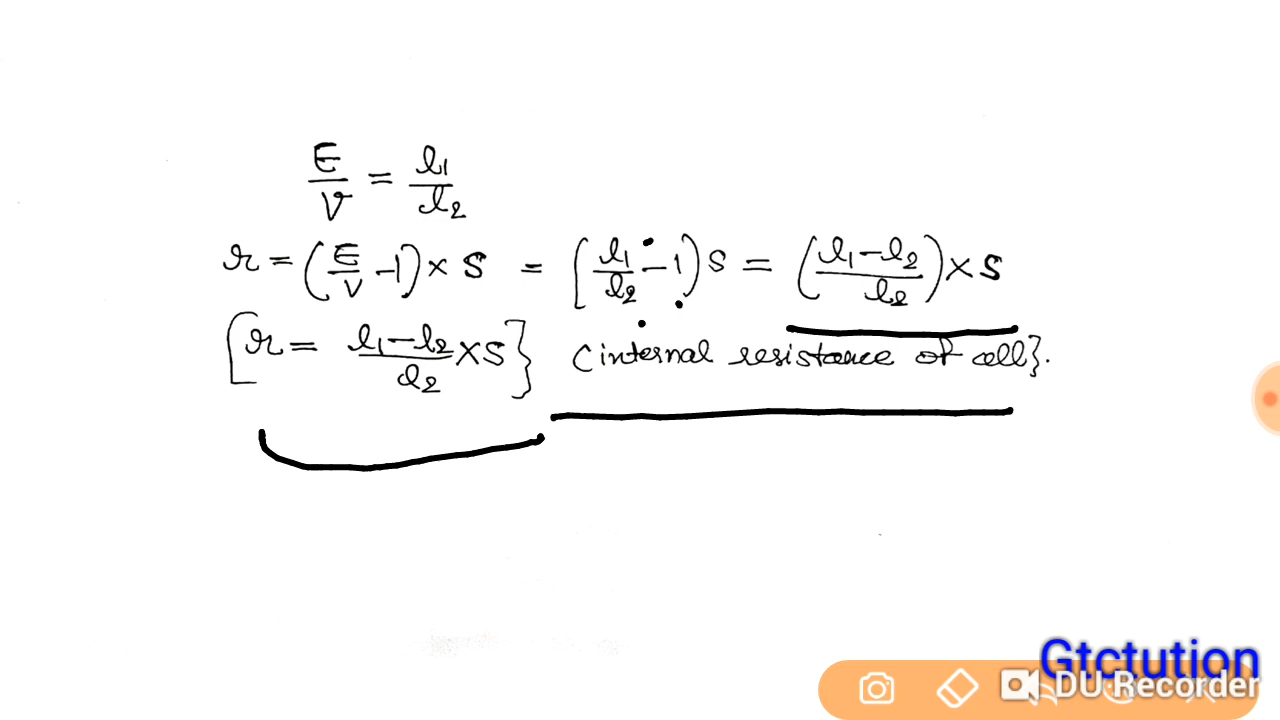 E/V = l₁/l₂
r = (E/V - 1) × S = (l₁/l₂ - 1) S = (l₁ - l₂/l₂) × S
[r = l₁ - l₂/l₂ × S} (internal resistance of cell}.
Gtctution
DU Recorder